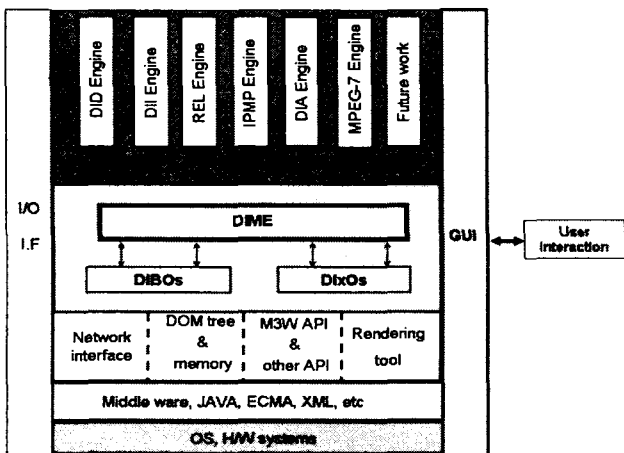 DID Engine
DII Engine
REL Engine
IPMP Engine
DIA Engine
MPEG-7 Engine
Future work
I/O
I.F
DIME
GUI
User
Interaction
DIBOs
DIxOs
Network
interface
DOM tree
&
memory
M3W API
&
other API
Rendering
tool
Middle ware, JAVA, ECMA, XML, etc
OS, H/W systems